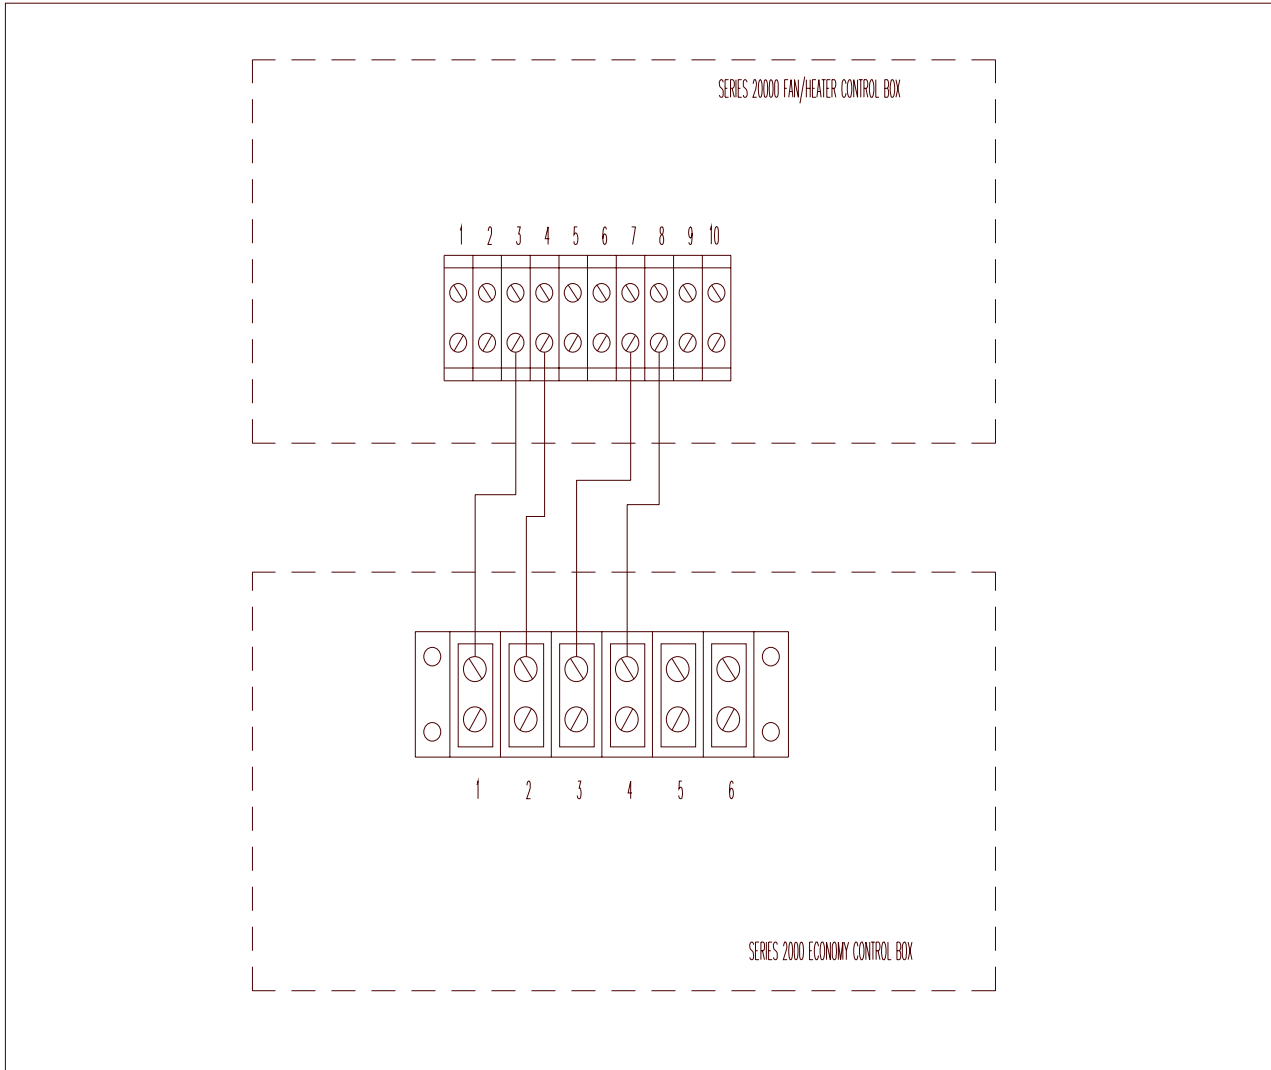 SERIES 20000 FAN/HEATER CONTROL BOX
1 2 3 4 5 6 7 8 9 10
1 2 3 4 5 6
SERIES 2000 ECONOMY CONTROL BOX